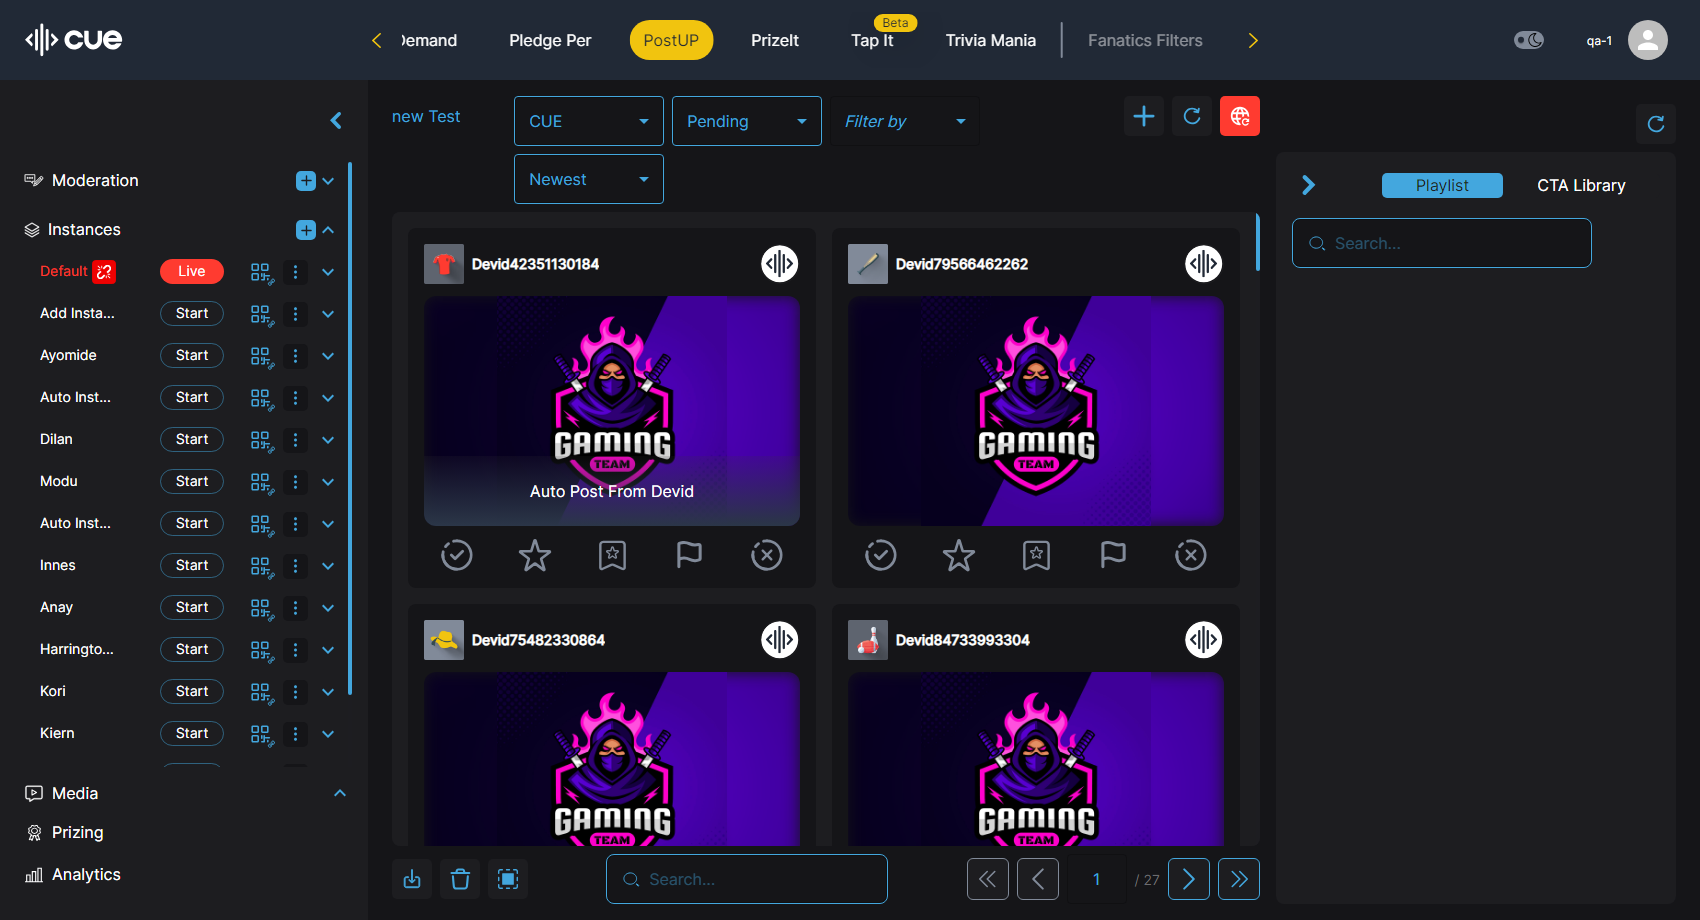 cue
Demand
Pledge Per
PostUP
PrizeIt
Beta
Tap It
Trivia Mania
Fanatics Filters
qa-1
Moderation
Instances
Default
Live
Add Insta...
Start
Ayomide
Start
Auto Inst...
Start
Dilan
Start
Modu
Start
Auto Inst...
Start
Innes
Start
Anay
Start
Harringto...
Start
Kori
Start
Kiern
Start
Media
Prizing
Analytics
new Test
CUE
Pending
Filter by
Newest
Devid42351130184
GAMING
TEAM
Auto Post From Devid
Devid79566462262
GAMING
TEAM
Devid75482330864
GAMING
TEAM
Devid84733993304
GAMING
TEAM
Search...
1
/ 27
Playlist
CTA Library
Search...